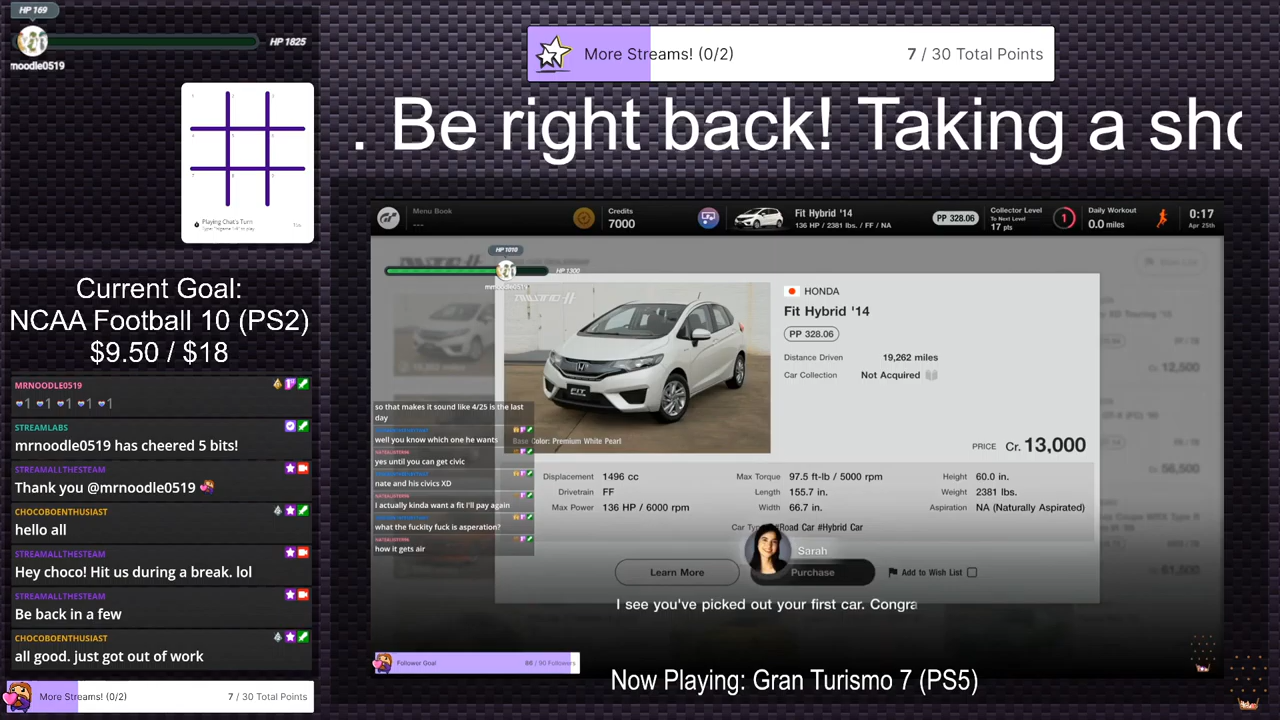 HP 169
HP 1825
mnoodle0519
Playing Chat's Turn
Current Goal:
NCAA Football 10 (PS2)
$9.50 / $18
MRNOODLE0519
1 1 1 1 1
STREAMLABS
mrnoodle0519 has cheered 5 bits!
STREAMALLTHESTEAM
Thank you @mrnoodle0519
CHOCOBOENTHUSIAST
hello all
STREAMALLTHESTEAM
Hey choco! Hit us during a break. lol
STREAMALLTHESTEAM
Be back in a few
CHOCOBOENTHUSIAST
all good. just got out of work
More Streams! (0/2) 7 / 30 Total Points
More Streams! (0/2) 7 / 30 Total Points
. Be right back! Taking a sho
Menu Book
---
Credits
7000
Fit Hybrid '14
136 HP / 2381 lbs. / FF / NA
PP 328.06
Collector Level
To Next Level
17 pts
1
Daily Workout
0.0 miles
0:17
Apr 25th
HP 1010
HP 1300
HONDA
Fit Hybrid '14
PP 328.06
Distance Driven 19,262 miles
Car Collection Not Acquired
PRICE Cr. 13,000
FIT
Base Color: Premium White Pearl
Displacement 1496 cc
Drivetrain FF
Max Power 136 HP / 6000 rpm
Max Torque 97.5 ft-lb / 5000 rpm
Length 155.7 in.
Width 66.7 in.
Height 60.0 in.
Weight 2381 lbs.
Aspiration NA (Naturally Aspirated)
#Road Car #Hybrid Car
Learn More
Purchase
Add to Wish List
Sarah
I see you've picked out your first car. Congra
12,500
56,500
61,600
so that makes it sound like 4/25 is the last
day
well you know which one he wants
yes until you can get civic
nate and his civics XD
I actually kinda want a fit I'll pay again
what the fuckity fuck is asperation?
how it gets air
Follower Goal
/ 90 Followers
Now Playing: Gran Turismo 7 (PS5)